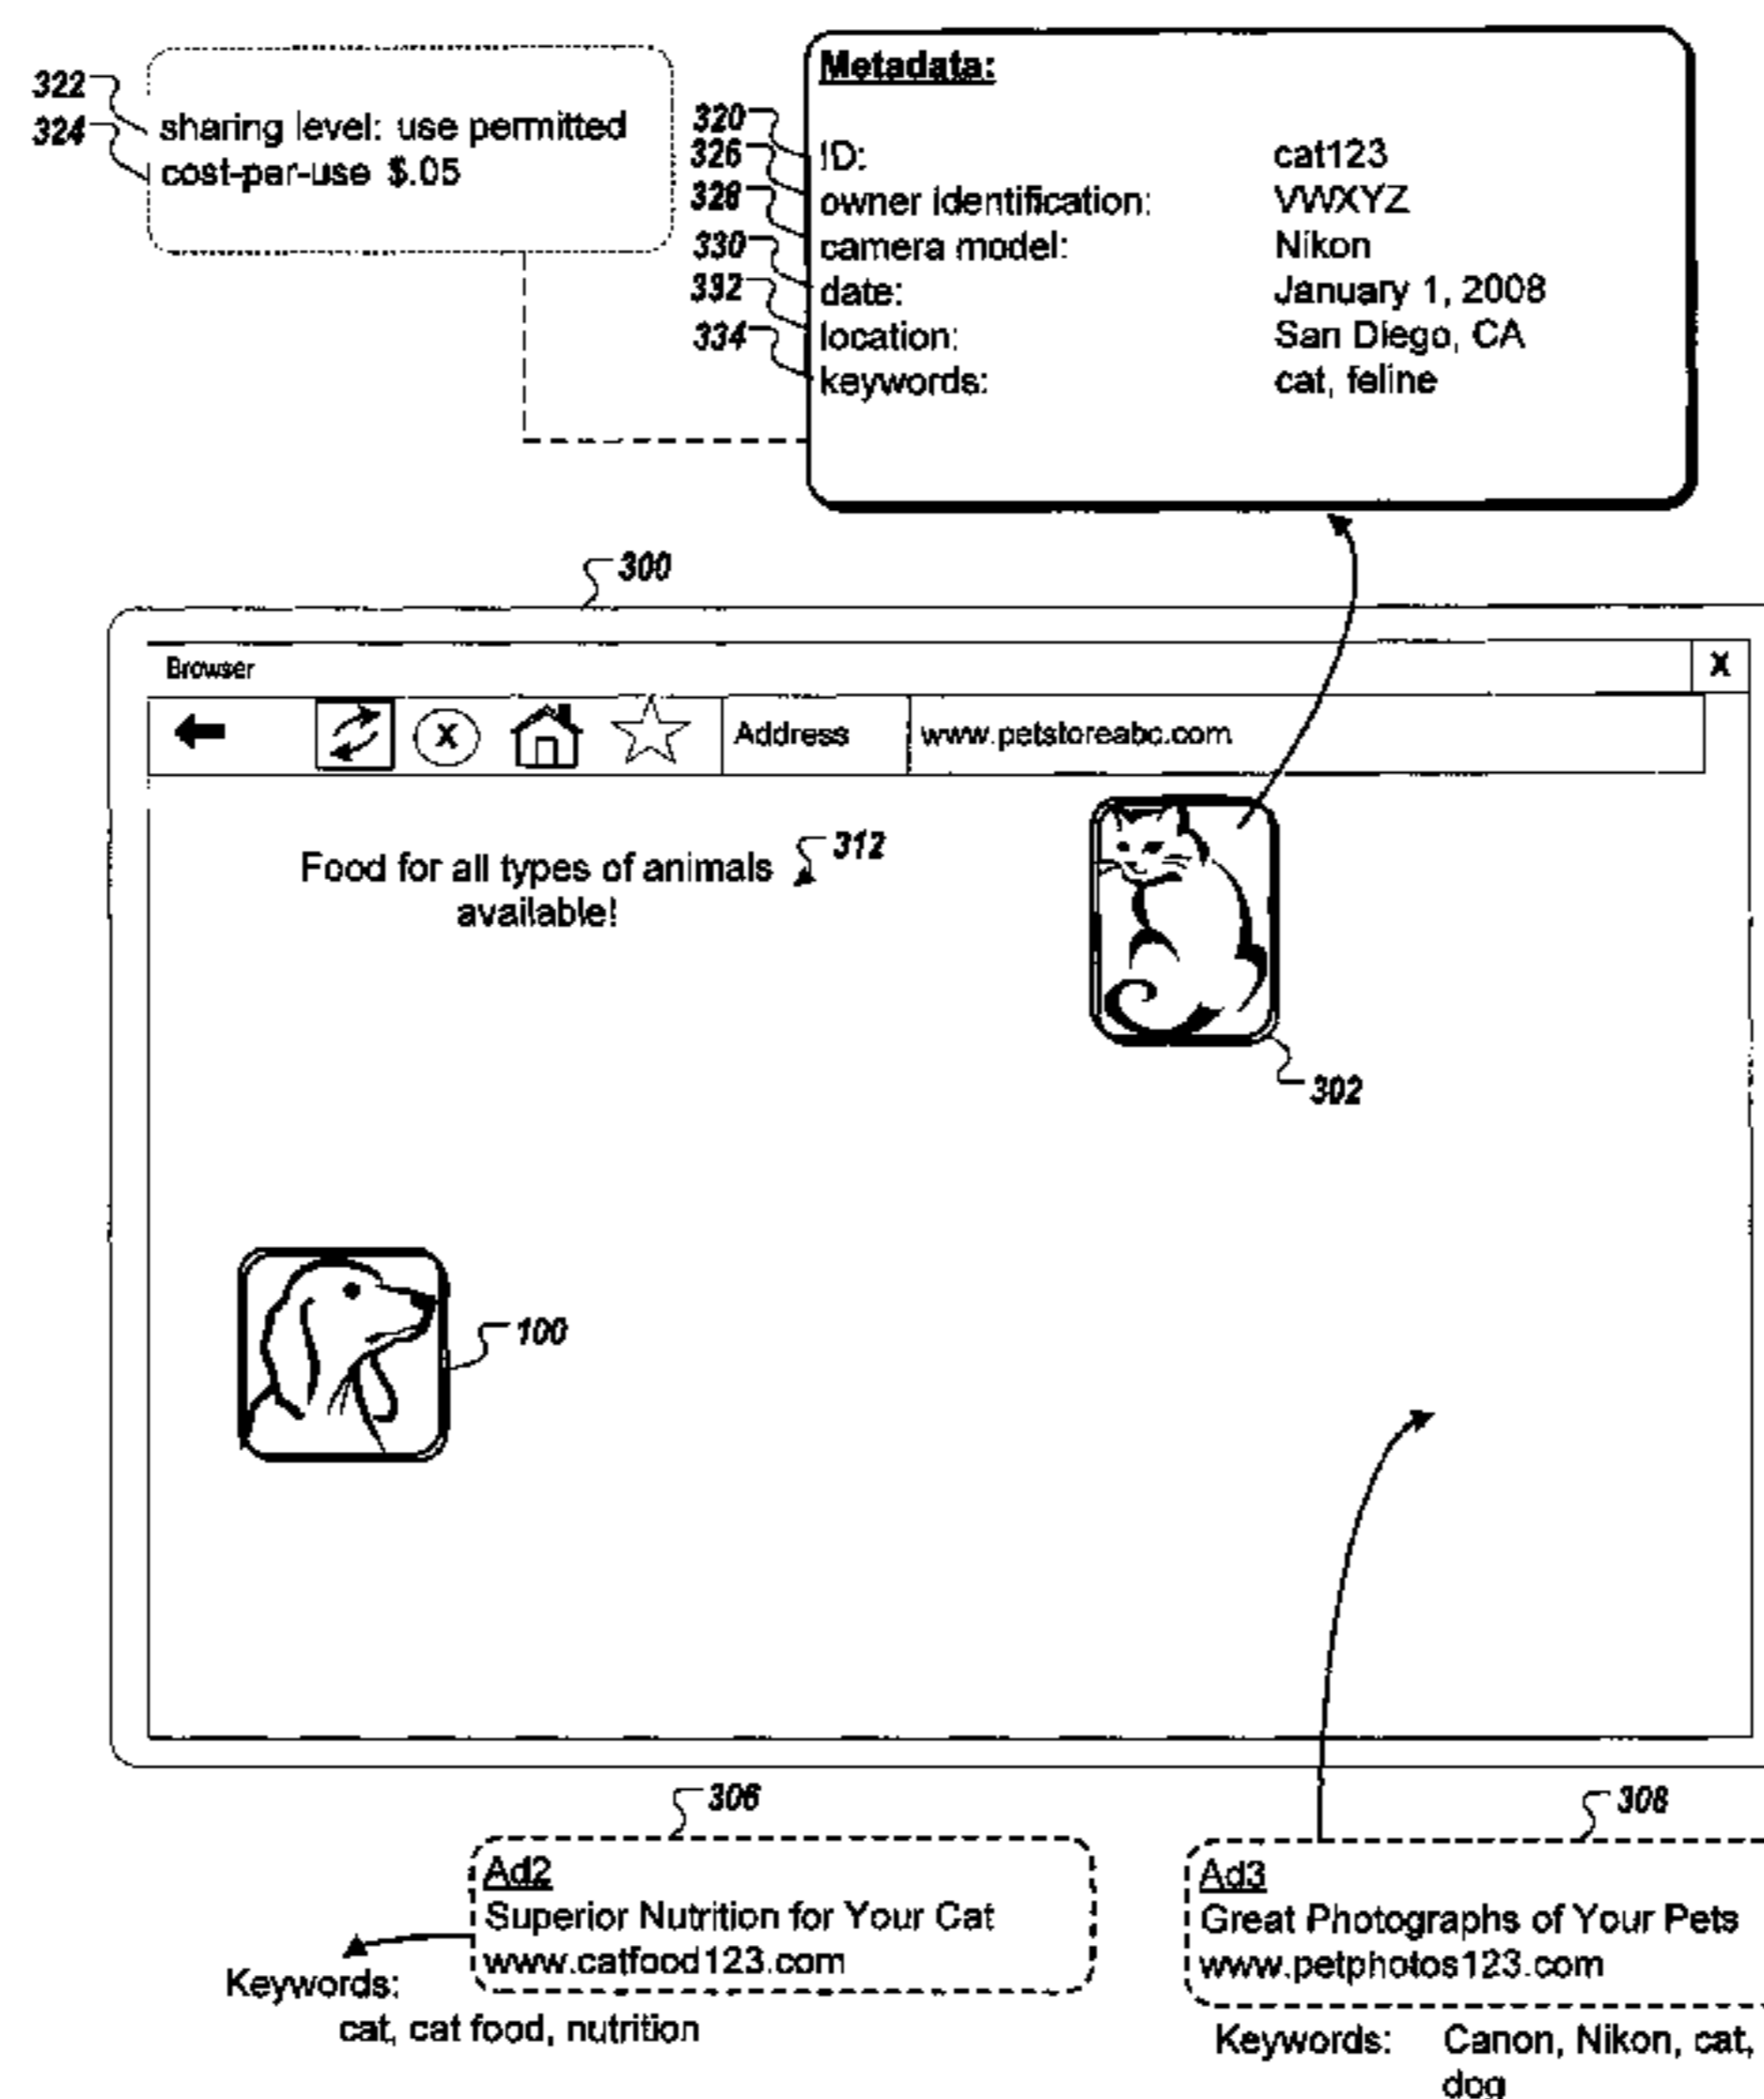 322
324
sharing level: use permitted
cost-per-use $.05
Metadata:
320 ID: cat123
326 owner identification: VWXYZ
328 camera model: Nikon
330 date: January 1, 2008
332 location: San Diego, CA
334 keywords: cat, feline
300
Browser X
X Address www.petstoreabc.com
Food for all types of animals 312
available!
302
100
306
Ad2
Superior Nutrition for Your Cat
www.catfood123.com
Keywords:
cat, cat food, nutrition
308
Ad3
Great Photographs of Your Pets
www.petphotos123.com
Keywords: Canon, Nikon, cat,
dog